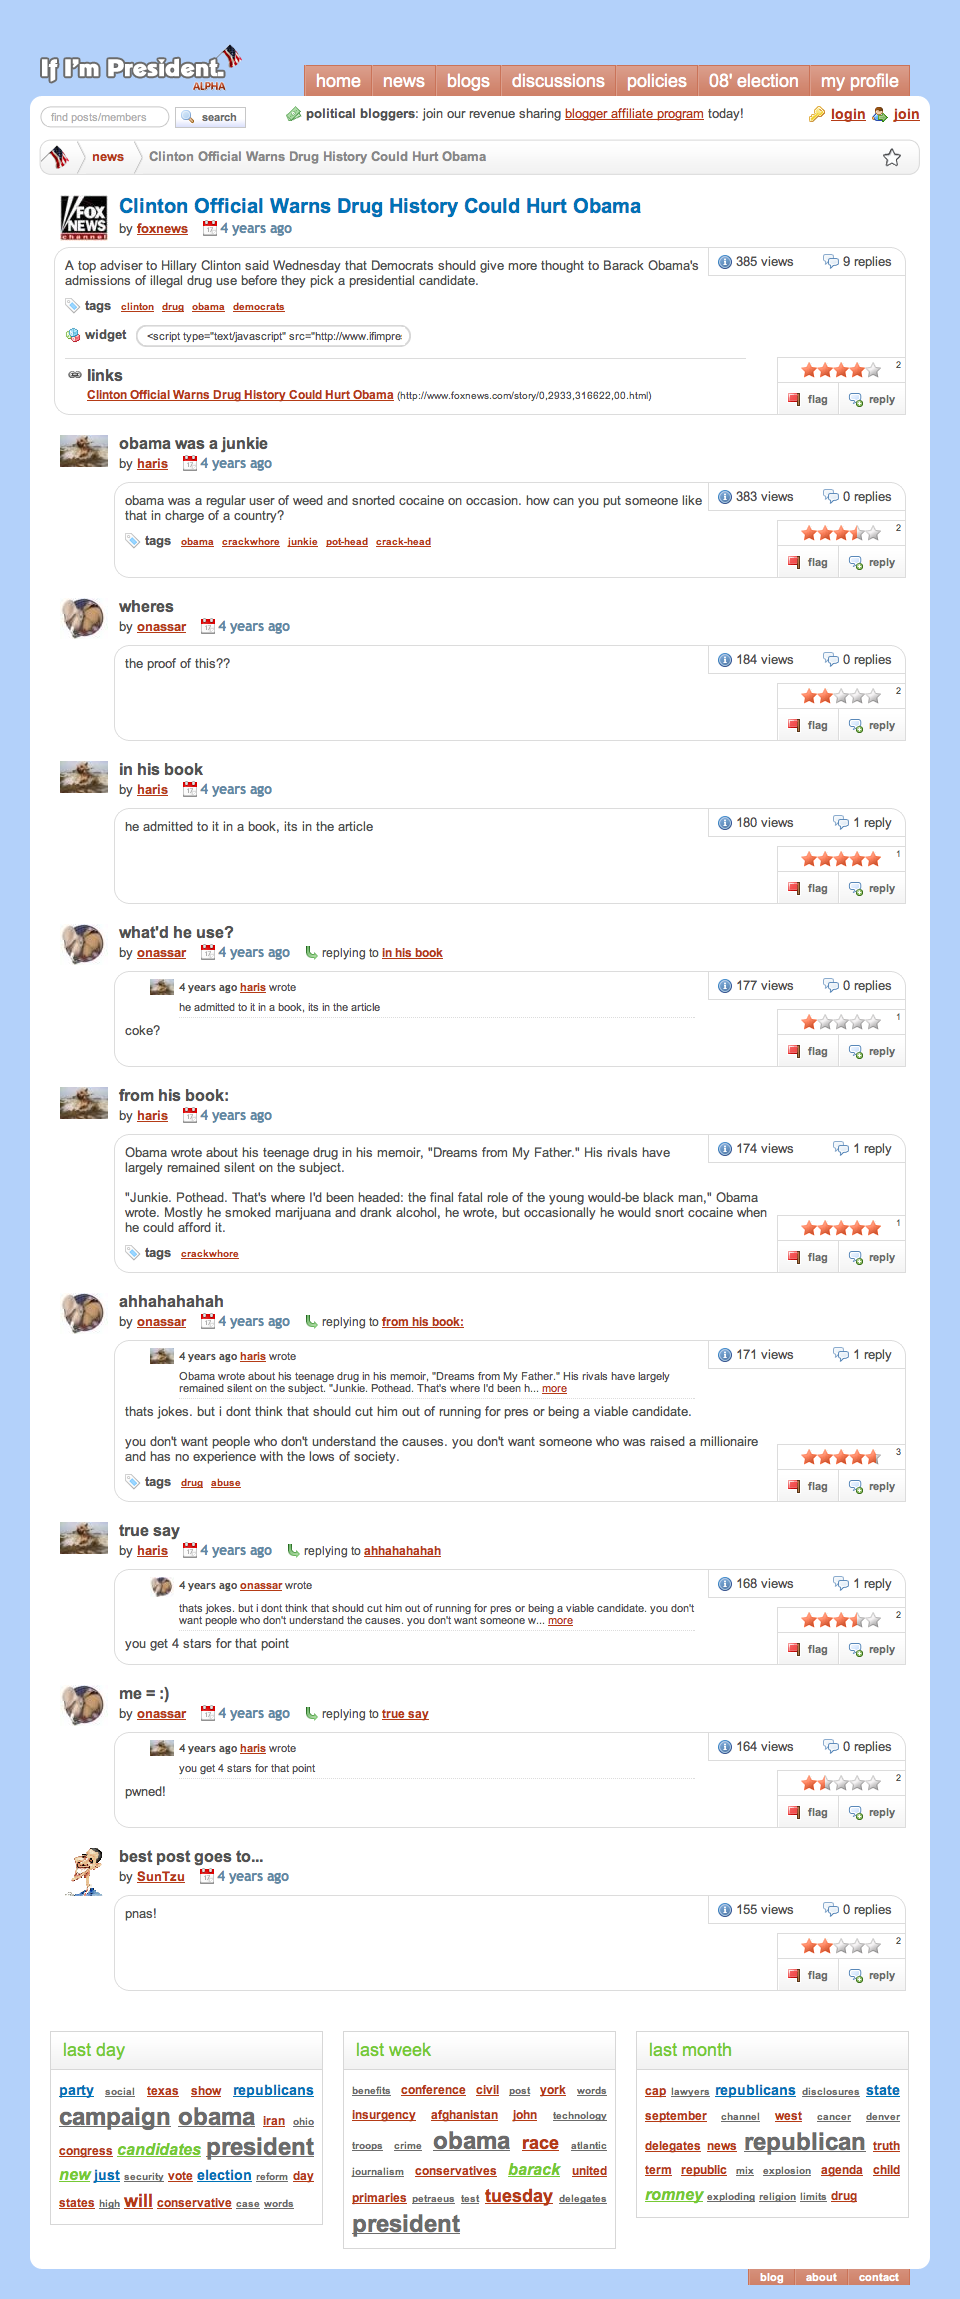 If I'm President.
ALPHA
home news blogs discussions policies 08' election my profile
find posts/members search political bloggers: join our revenue sharing blogger affiliate program today! login join
news Clinton Official Warns Drug History Could Hurt Obama
FOX NEWS channel
Clinton Official Warns Drug History Could Hurt Obama
by foxnews 4 years ago
A top adviser to Hillary Clinton said Wednesday that Democrats should give more thought to Barack Obama's
admissions of illegal drug use before they pick a presidential candidate.
385 views 9 replies
tags clinton drug obama democrats
widget <script type="text/javascript" src="http://www.ifimpre
links
Clinton Official Warns Drug History Could Hurt Obama (http://www.foxnews.com/story/0,2933,316622,00.html)
2
flag reply
obama was a junkie
by haris 4 years ago
obama was a regular user of weed and snorted cocaine on occasion. how can you put someone like
that in charge of a country?
383 views 0 replies
tags obama crackwhore junkie pot-head crack-head
2
flag reply
wheres
by onassar 4 years ago
the proof of this??
184 views 0 replies
2
flag reply
in his book
by haris 4 years ago
he admitted to it in a book, its in the article
180 views 1 reply
1
flag reply
what'd he use?
by onassar 4 years ago replying to in his book
4 years ago haris wrote
he admitted to it in a book, its in the article
coke?
177 views 0 replies
1
flag reply
from his book:
by haris 4 years ago
Obama wrote about his teenage drug in his memoir, "Dreams from My Father." His rivals have
largely remained silent on the subject.
"Junkie. Pothead. That's where I'd been headed: the final fatal role of the young would-be black man," Obama
wrote. Mostly he smoked marijuana and drank alcohol, he wrote, but occasionally he would snort cocaine when
he could afford it.
174 views 1 reply
tags crackwhore
1
flag reply
ahhahahahah
by onassar 4 years ago replying to from his book:
4 years ago haris wrote
Obama wrote about his teenage drug in his memoir, "Dreams from My Father." His rivals have largely
remained silent on the subject. "Junkie. Pothead. That's where I'd been h... more
thats jokes. but i dont think that should cut him out of running for pres or being a viable candidate.
you don't want people who don't understand the causes. you don't want someone who was raised a millionaire
and has no experience with the lows of society.
171 views 1 reply
tags drug abuse
3
flag reply
true say
by haris 4 years ago replying to ahhahahahah
4 years ago onassar wrote
thats jokes. but i dont think that should cut him out of running for pres or being a viable candidate. you don't
want people who don't understand the causes. you don't want someone w... more
you get 4 stars for that point
168 views 1 reply
2
flag reply
me = :)
by onassar 4 years ago replying to true say
4 years ago haris wrote
you get 4 stars for that point
pwned!
164 views 0 replies
2
flag reply
best post goes to...
by SunTzu 4 years ago
pnas!
155 views 0 replies
2
flag reply
last day
party social texas show republicans
campaign obama iran ohio
congress candidates president
new just security vote election reform day
states high will conservative case words
last week
benefits conference civil post york words
insurgency afghanistan john technology
troops crime obama race atlantic
journalism conservatives barack united
primaries petraeus test tuesday delegates
president
last month
cap lawyers republicans disclosures state
september channel west cancer denver
delegates news republican truth
term republic mix explosion agenda child
romney exploding religion limits drug
blog about contact